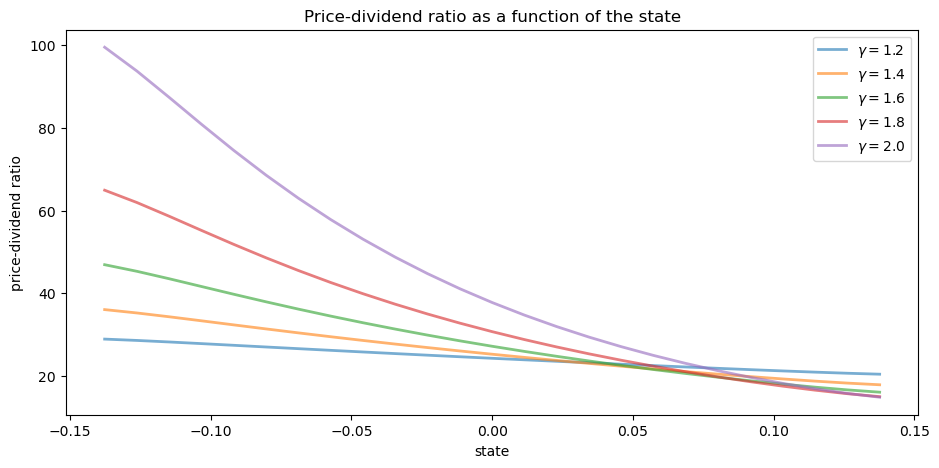 Price-dividend ratio as a function of the state
γ = 1.2
γ = 1.4
γ = 1.6
γ = 1.8
γ = 2.0
price-dividend ratio
100
80
60
40
20
−0.15
−0.10
−0.05
0.00
0.05
0.10
0.15
state